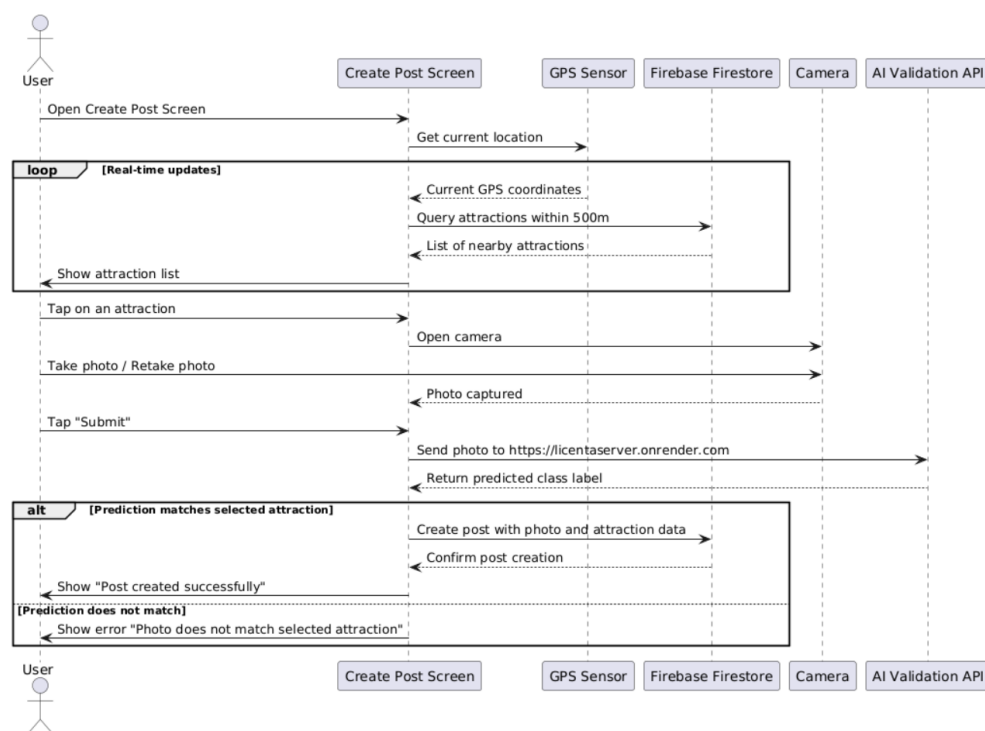 User
Create Post Screen
GPS Sensor
Firebase Firestore
Camera
AI Validation API
Open Create Post Screen
Get current location
loop
[Real-time updates]
Current GPS coordinates
Query attractions within 500m
List of nearby attractions
Show attraction list
Tap on an attraction
Open camera
Take photo / Retake photo
Photo captured
Tap "Submit"
Send photo to https://licentaserver.onrender.com
Return predicted class label
alt
[Prediction matches selected attraction]
Create post with photo and attraction data
Confirm post creation
Show "Post created successfully"
[Prediction does not match]
Show error "Photo does not match selected attraction"
User
Create Post Screen
GPS Sensor
Firebase Firestore
Camera
AI Validation API